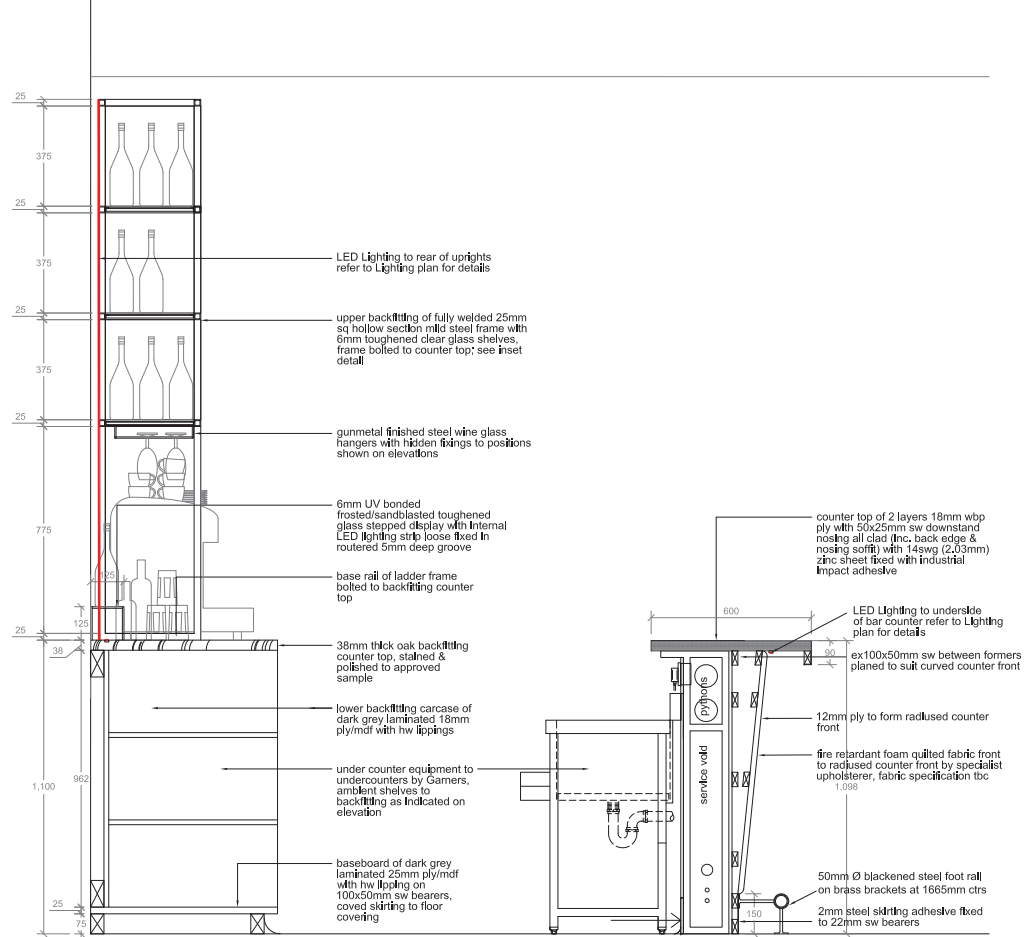 25
375
25
375
25
375
25
775
125
125
25
38
1,100
962
25
75
LED Lighting to rear of uprights
refer to Lighting plan for details
upper backfitting of fully welded 25mm
sq hollow section mild steel frame with
6mm toughened clear glass shelves,
frame bolted to counter top; see inset
detail
gunmetal finished steel wine glass
hangers with hidden fixings to positions
shown on elevations
6mm UV bonded
frosted/sandblasted toughened
glass stepped display with internal
LED lighting strip loose fixed in
routered 5mm deep groove
base rail of ladder frame
bolted to backfitting counter
top
38mm thick oak backfitting
counter top, stained &
polished to approved
sample
lower backfitting carcase of
dark grey laminated 18mm
ply/mdf with hw lippings
under counter equipment to
undercounters by Garners,
ambient shelves to
backfitting as indicated on
elevation
baseboard of dark grey
laminated 25mm ply/mdf
with hw lipping on
100x50mm sw bearers,
coved skirting to floor
covering
counter top of 2 layers 18mm wbp
ply with 50x25mm sw downstand
nosing all clad (inc. back edge &
nosing soffit) with 14swg (2.03mm)
zinc sheet fixed with industrial
impact adhesive
600
LED Lighting to underside
of bar counter refer to Lighting
plan for details
90
ex100x50mm sw between formers
planed to suit curved counter front
pythons
service void
12mm ply to form radiused counter
front
fire retardant foam quilted fabric front
to radiused counter front by specialist
upholsterer, fabric specification tbc
1,098
50mm Ø blackened steel foot rail
on brass brackets at 1665mm ctrs
150
2mm steel skirting adhesive fixed
to 22mm sw bearers